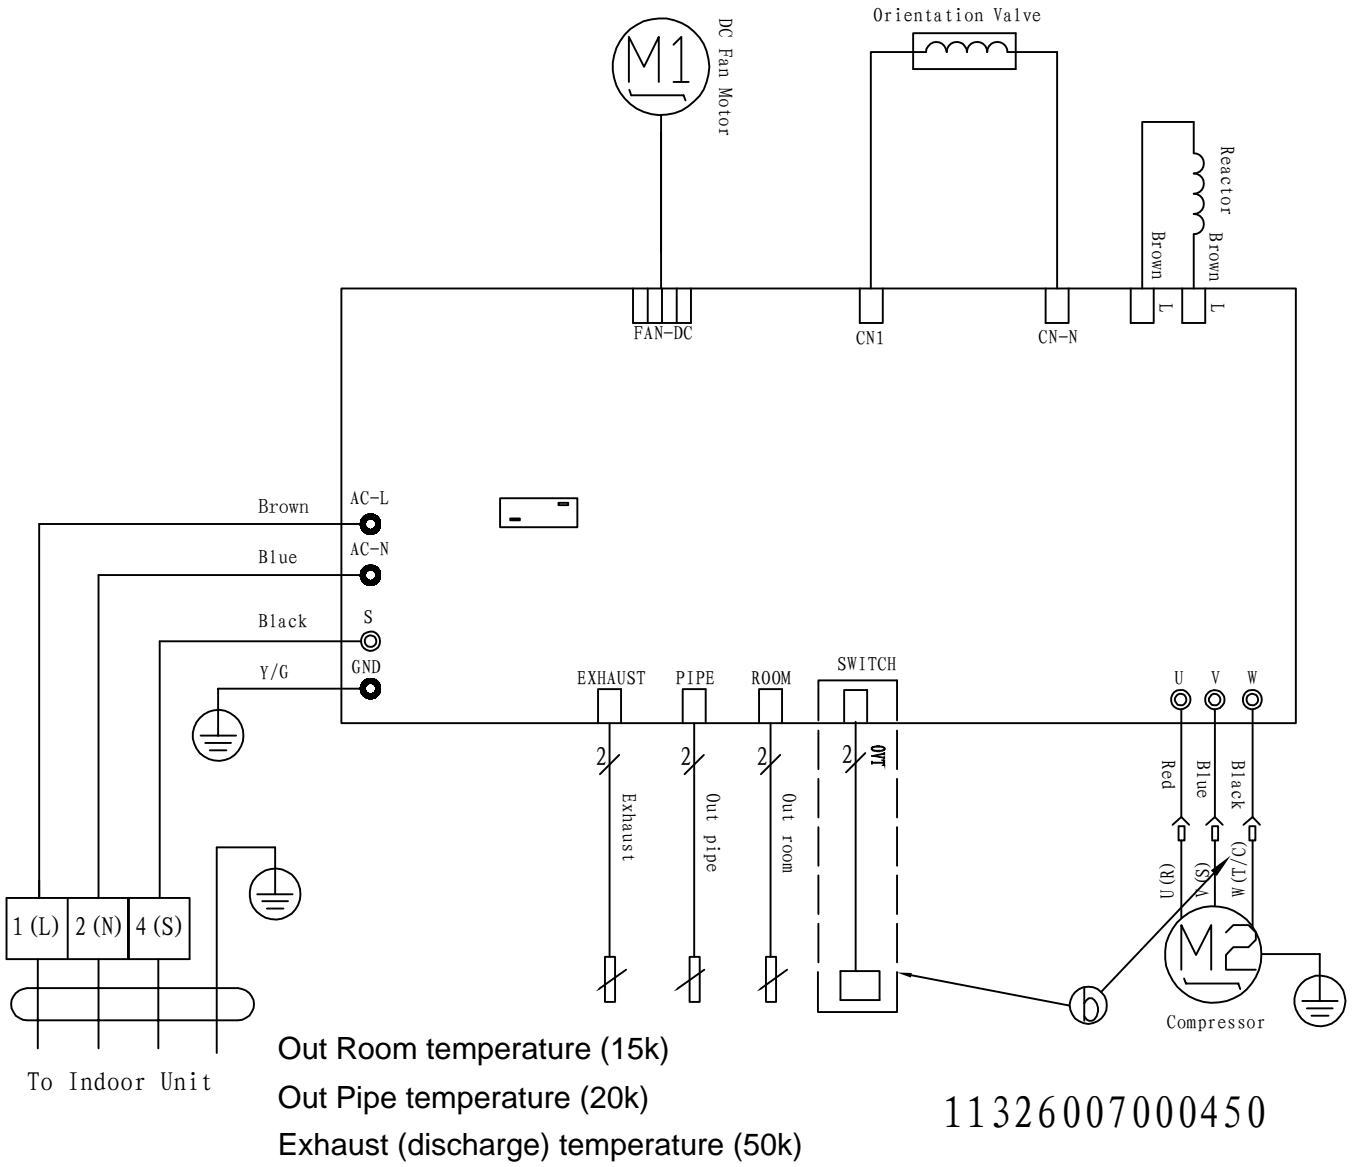 Orientation Valve
M1
DC Fan Motor
Reactor
Brown
Brown
L
L
FAN-DC
CN1
CN-N
Brown
AC-L
Blue
AC-N
Black
S
Y/G
GND
EXHAUST
PIPE
ROOM
SWITCH
U
V
W
2
2
2
2
OVT
Exhaust
Out pipe
Out room
Red
Blue
Black
U(R)
V(S)
W(T/C)
1(L)
2(N)
4(S)
M2
b
Compressor
To Indoor Unit
Out Room temperature (15k)
Out Pipe temperature (20k)
Exhaust (discharge) temperature (50k)
11326007000450